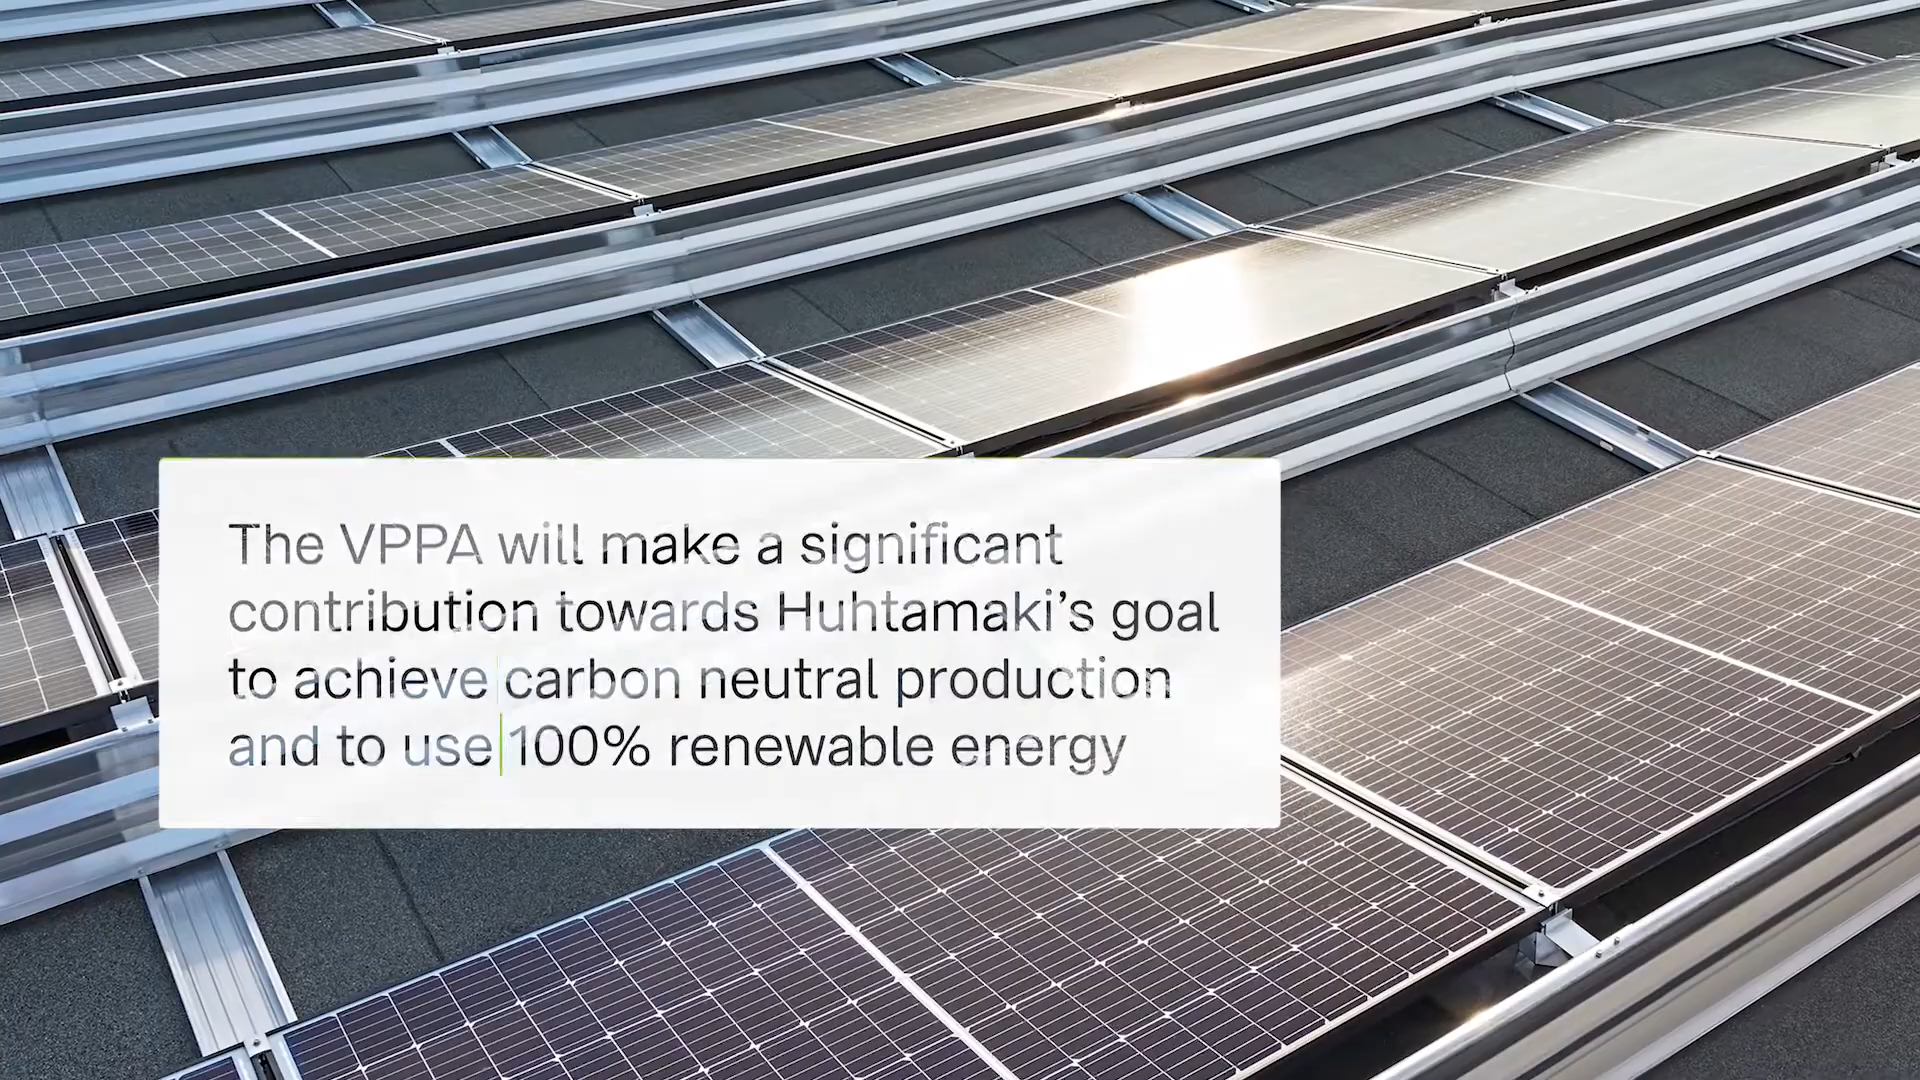 The VPPA will make a significant
contribution towards Huhtamaki’s goal
to achieve carbon neutral production
and to use 100% renewable energy